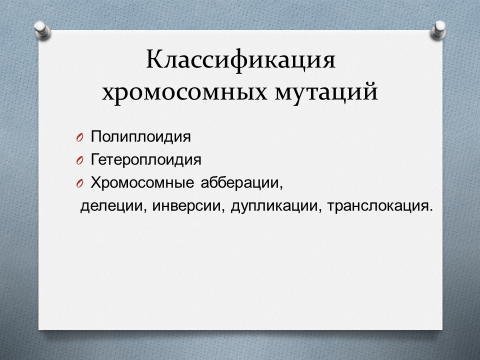 Классификация
хромосомных мутаций
Полиплоидия
Гетероплоидия
Хромосомные абберации,
делеции, инверсии, дупликации, транслокация.